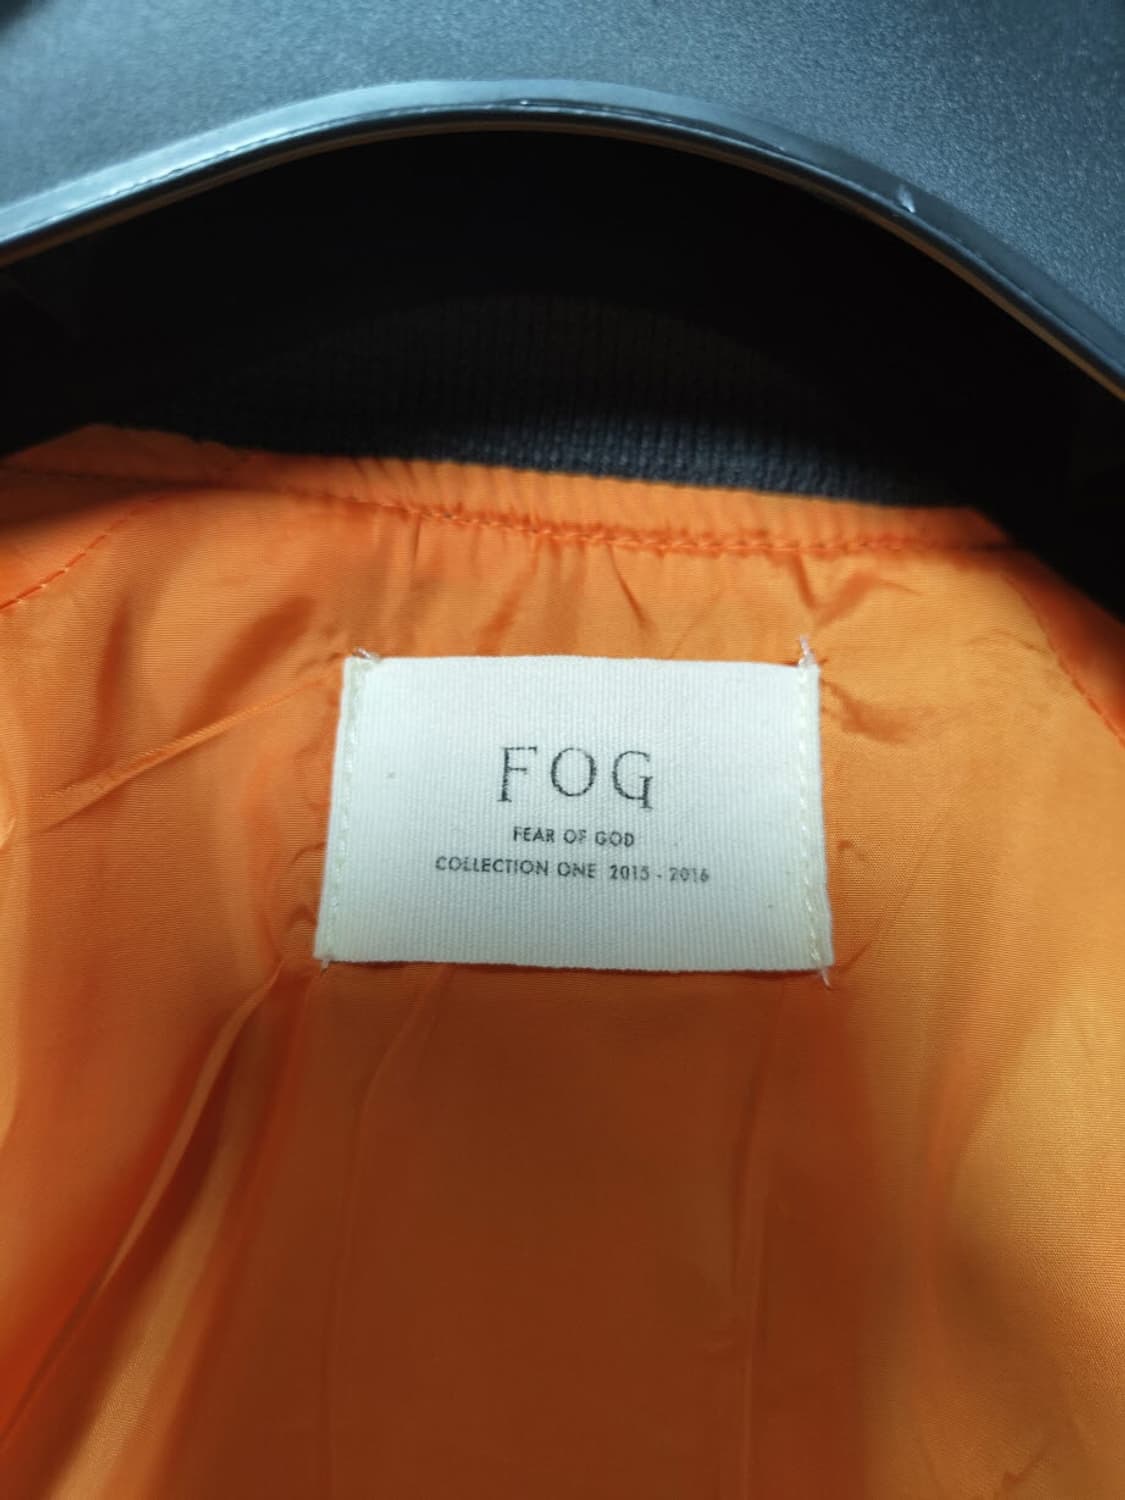 FOG
FEAR OF GOD
COLLECTION ONE 2015 - 2016